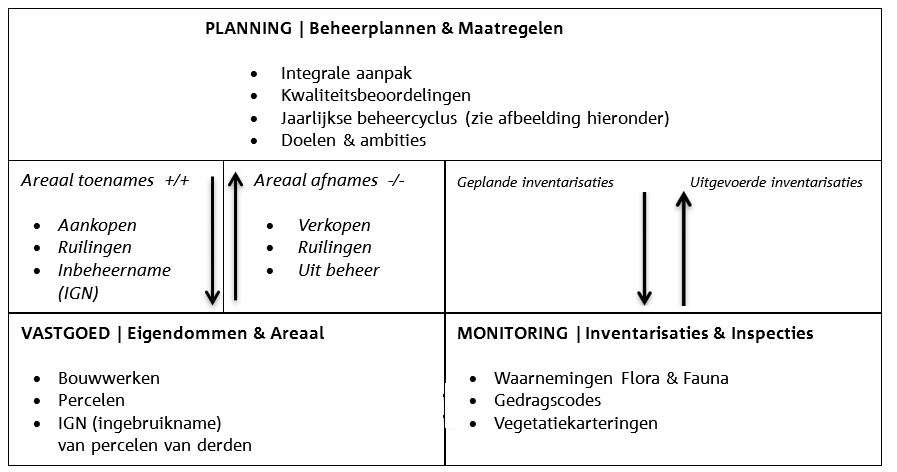 PLANNING | Beheerplannen & Maatregelen
• Integrale aanpak
• Kwaliteitsbeoordelingen
• Jaarlijkse beheercyclus (zie afbeelding hieronder)
• Doelen & ambities
Areaal toenames +/+
• Aankopen
• Ruilingen
• Inbeheername
(IGN)
Areaal afnames -/-
• Verkopen
• Ruilingen
• Uit beheer
Geplande inventarisaties
Uitgevoerde inventarisaties
VASTGOED | Eigendommen & Areaal
• Bouwwerken
• Percelen
• IGN (ingebruikname)
van percelen van derden
MONITORING | Inventarisaties & Inspecties
• Waarnemingen Flora & Fauna
• Gedragscodes
• Vegetatiekarteringen